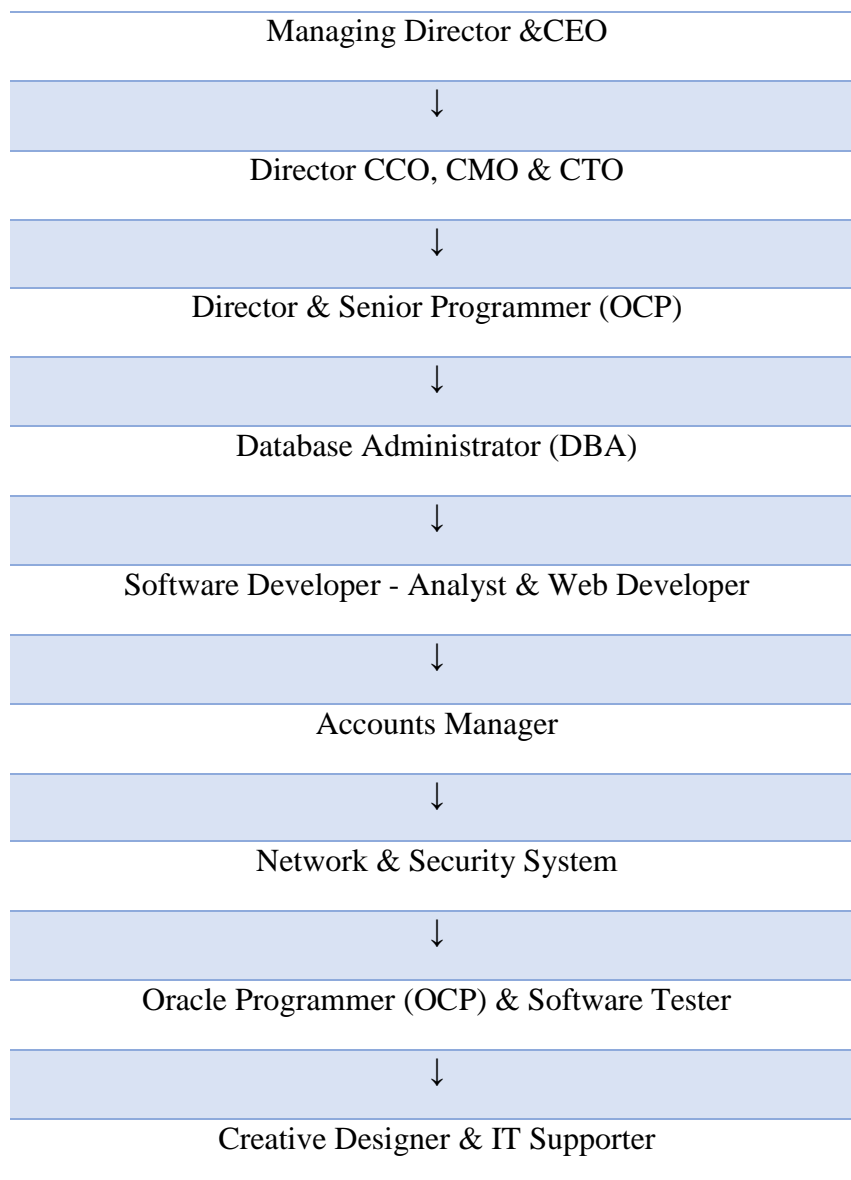 Managing Director &CEO
↓
Director CCO, CMO & CTO
↓
Director & Senior Programmer (OCP)
↓
Database Administrator (DBA)
↓
Software Developer - Analyst & Web Developer
↓
Accounts Manager
↓
Network & Security System
↓
Oracle Programmer (OCP) & Software Tester
↓
Creative Designer & IT Supporter